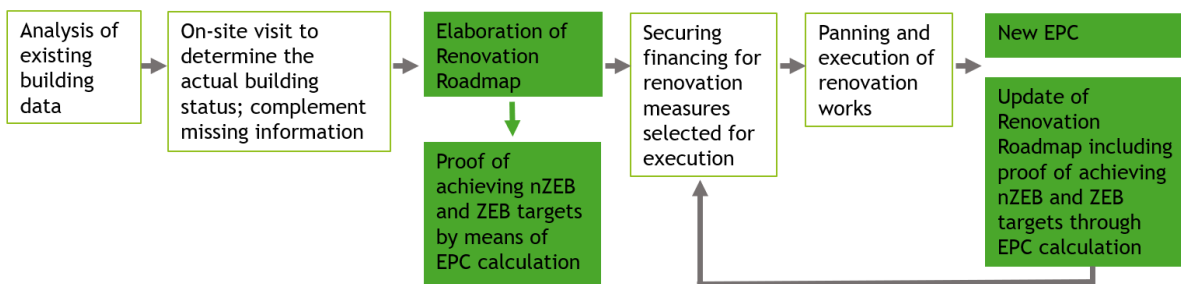 Analysis of
existing
building
data
On-site visit to
determine the
actual building
status; complement
missing information
Elaboration of
Renovation
Roadmap
Proof of
achieving nZEB
and ZEB targets
by means of
EPC calculation
Securing
financing for
renovation
measures
selected for
execution
Panning and
execution of
renovation
works
New EPC
Update of
Renovation
Roadmap including
proof of achieving
nZEB and ZEB
targets through
EPC calculation